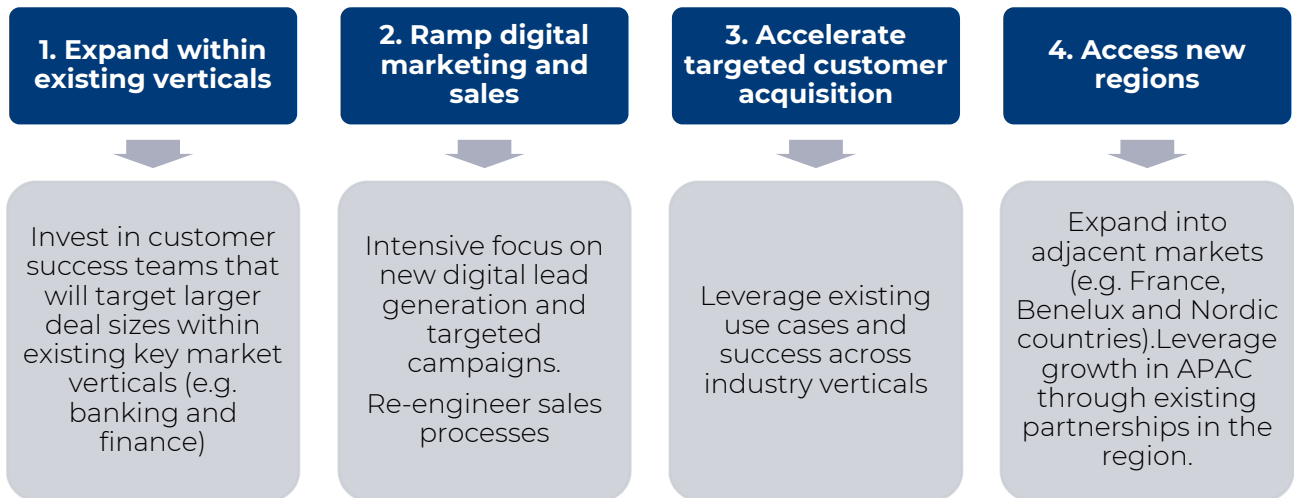 1. Expand within
existing verticals
2. Ramp digital
marketing and
sales
3. Accelerate
targeted customer
acquisition
4. Access new
regions
Invest in customer
success teams that
will target larger
deal sizes within
existing key market
verticals (e.g.
banking and
finance)
Intensive focus on
new digital lead
generation and
targeted
campaigns.
Re-engineer sales
processes
Leverage existing
use cases and
success across
industry verticals
Expand into
adjacent markets
(e.g. France,
Benelux and Nordic
countries).Leverage
growth in APAC
through existing
partnerships in the
region.